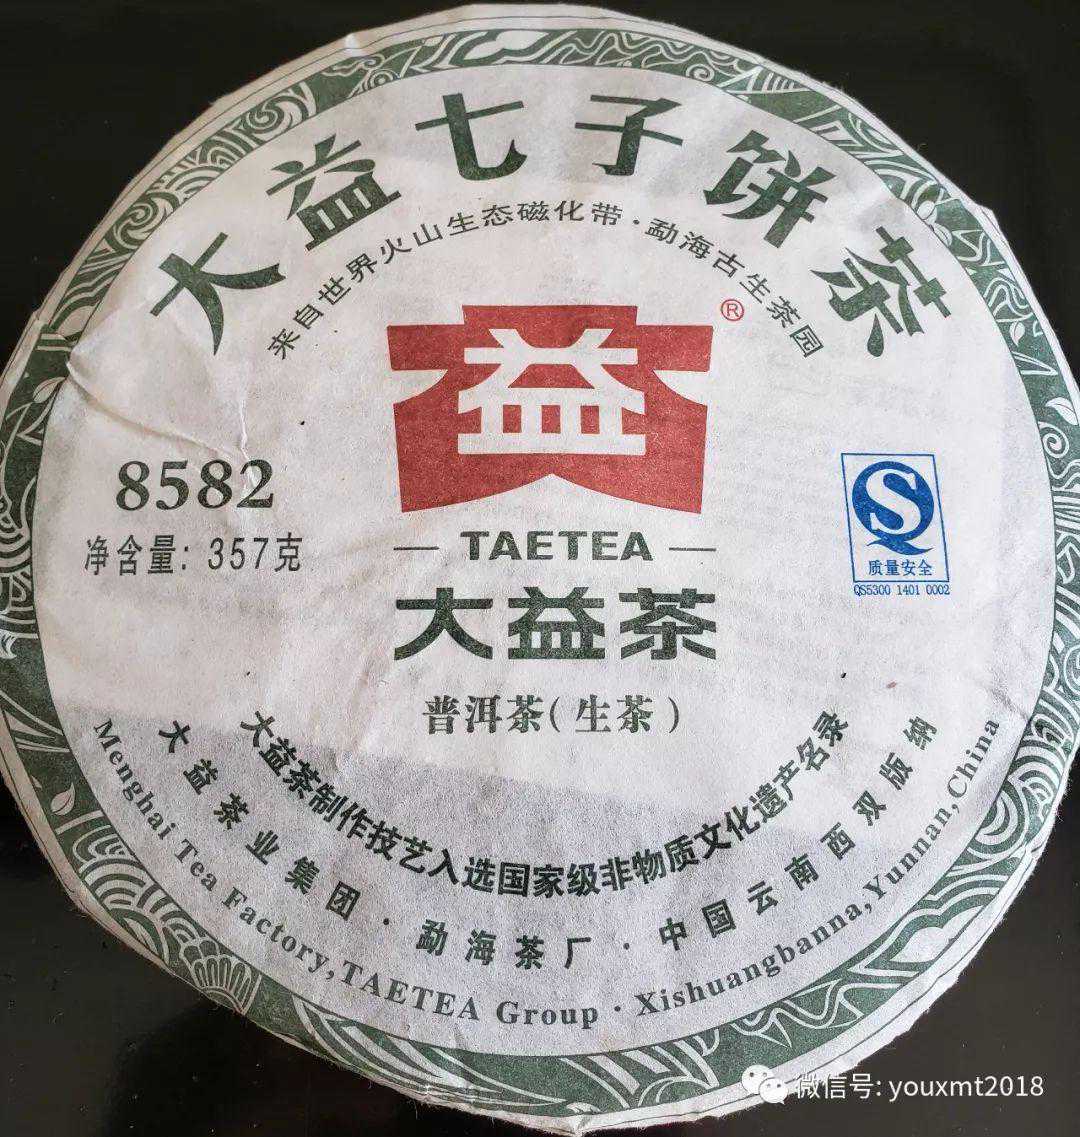 大益七子饼茶
来自世界火山生态磁化带·勐海古生茶园
益
®
8582
净含量: 357克
TAETEA
大益茶
普洱茶(生茶)
质量安全
QS5300 1401 0002
大益茶制作技艺入选国家级非物质文化遗产名录
大益茶业集团·勐海茶厂·中国云南西双版纳
Menghai Tea Factory, TAETEA Group · Xishuangbanna, Yunnan, China
微信号: youxmt2018